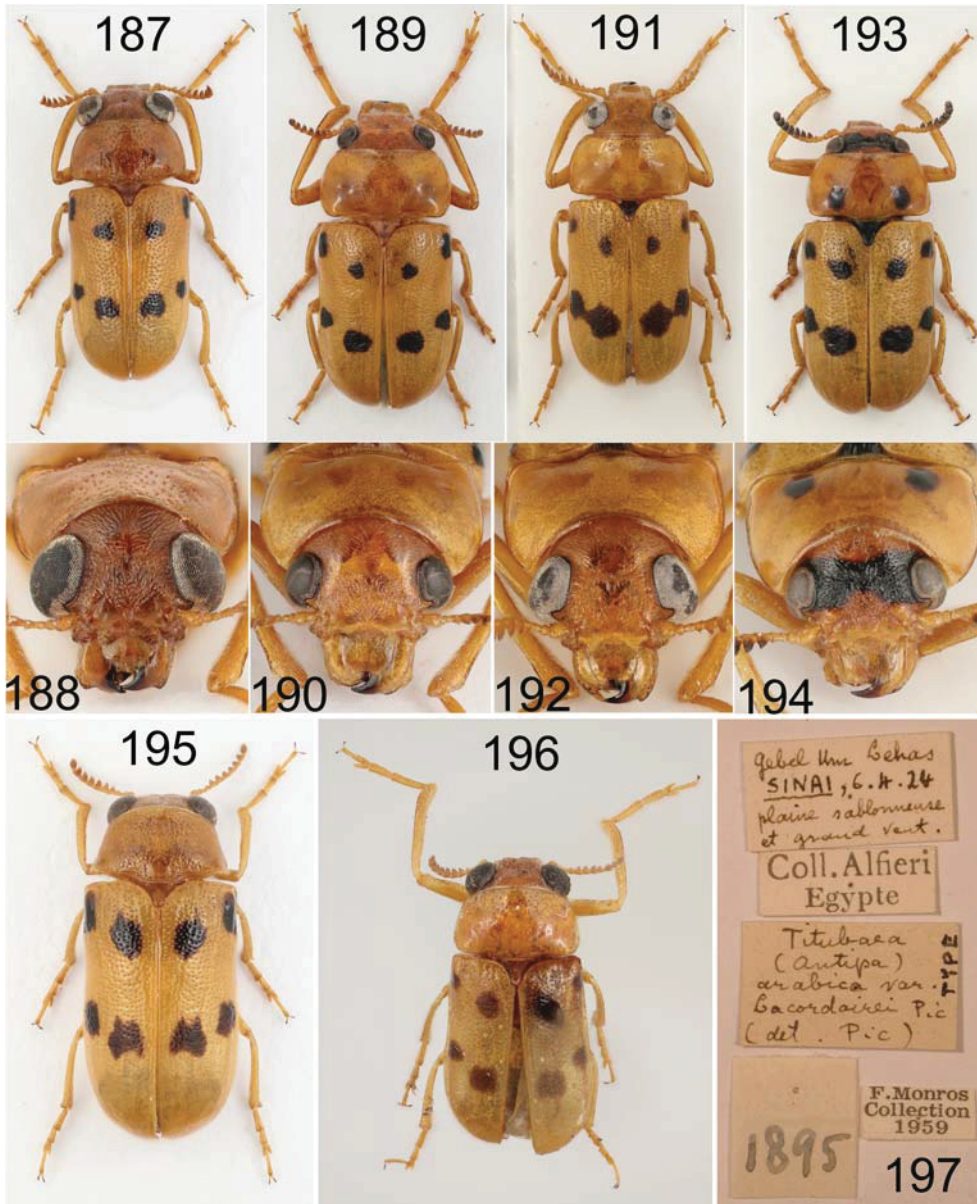 187
189
191
193
188
190
192
194
195
196
gebel Um Lehas
SINAI, 6.4.24
plaine sablonneuse
et grand vent.
Coll. Alfieri
Egypte
Titubaea
(Antipa)
arabica var.
Lacordairei Pic
(det. Pic)
TYPE
1895
F. Monros
Collection
1959
197